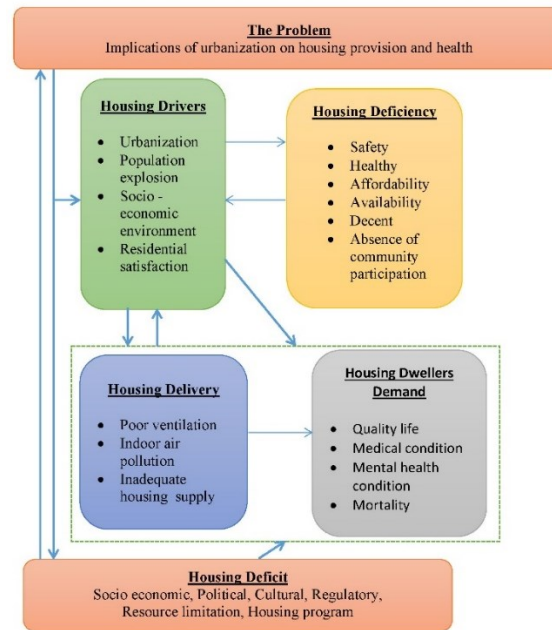 The Problem
Implications of urbanization on housing provision and health
Housing Drivers
• Urbanization
• Population
explosion
• Socio -
economic
environment
• Residential
satisfaction
Housing Deficiency
• Safety
• Healthy
• Affordability
• Availability
• Decent
• Absence of
community
participation
Housing Delivery
• Poor ventilation
• Indoor air
pollution
• Inadequate
housing supply
Housing Dwellers
Demand
• Quality life
• Medical condition
• Mental health
condition
• Mortality
Housing Deficit
Socio economic, Political, Cultural, Regulatory,
Resource limitation, Housing program